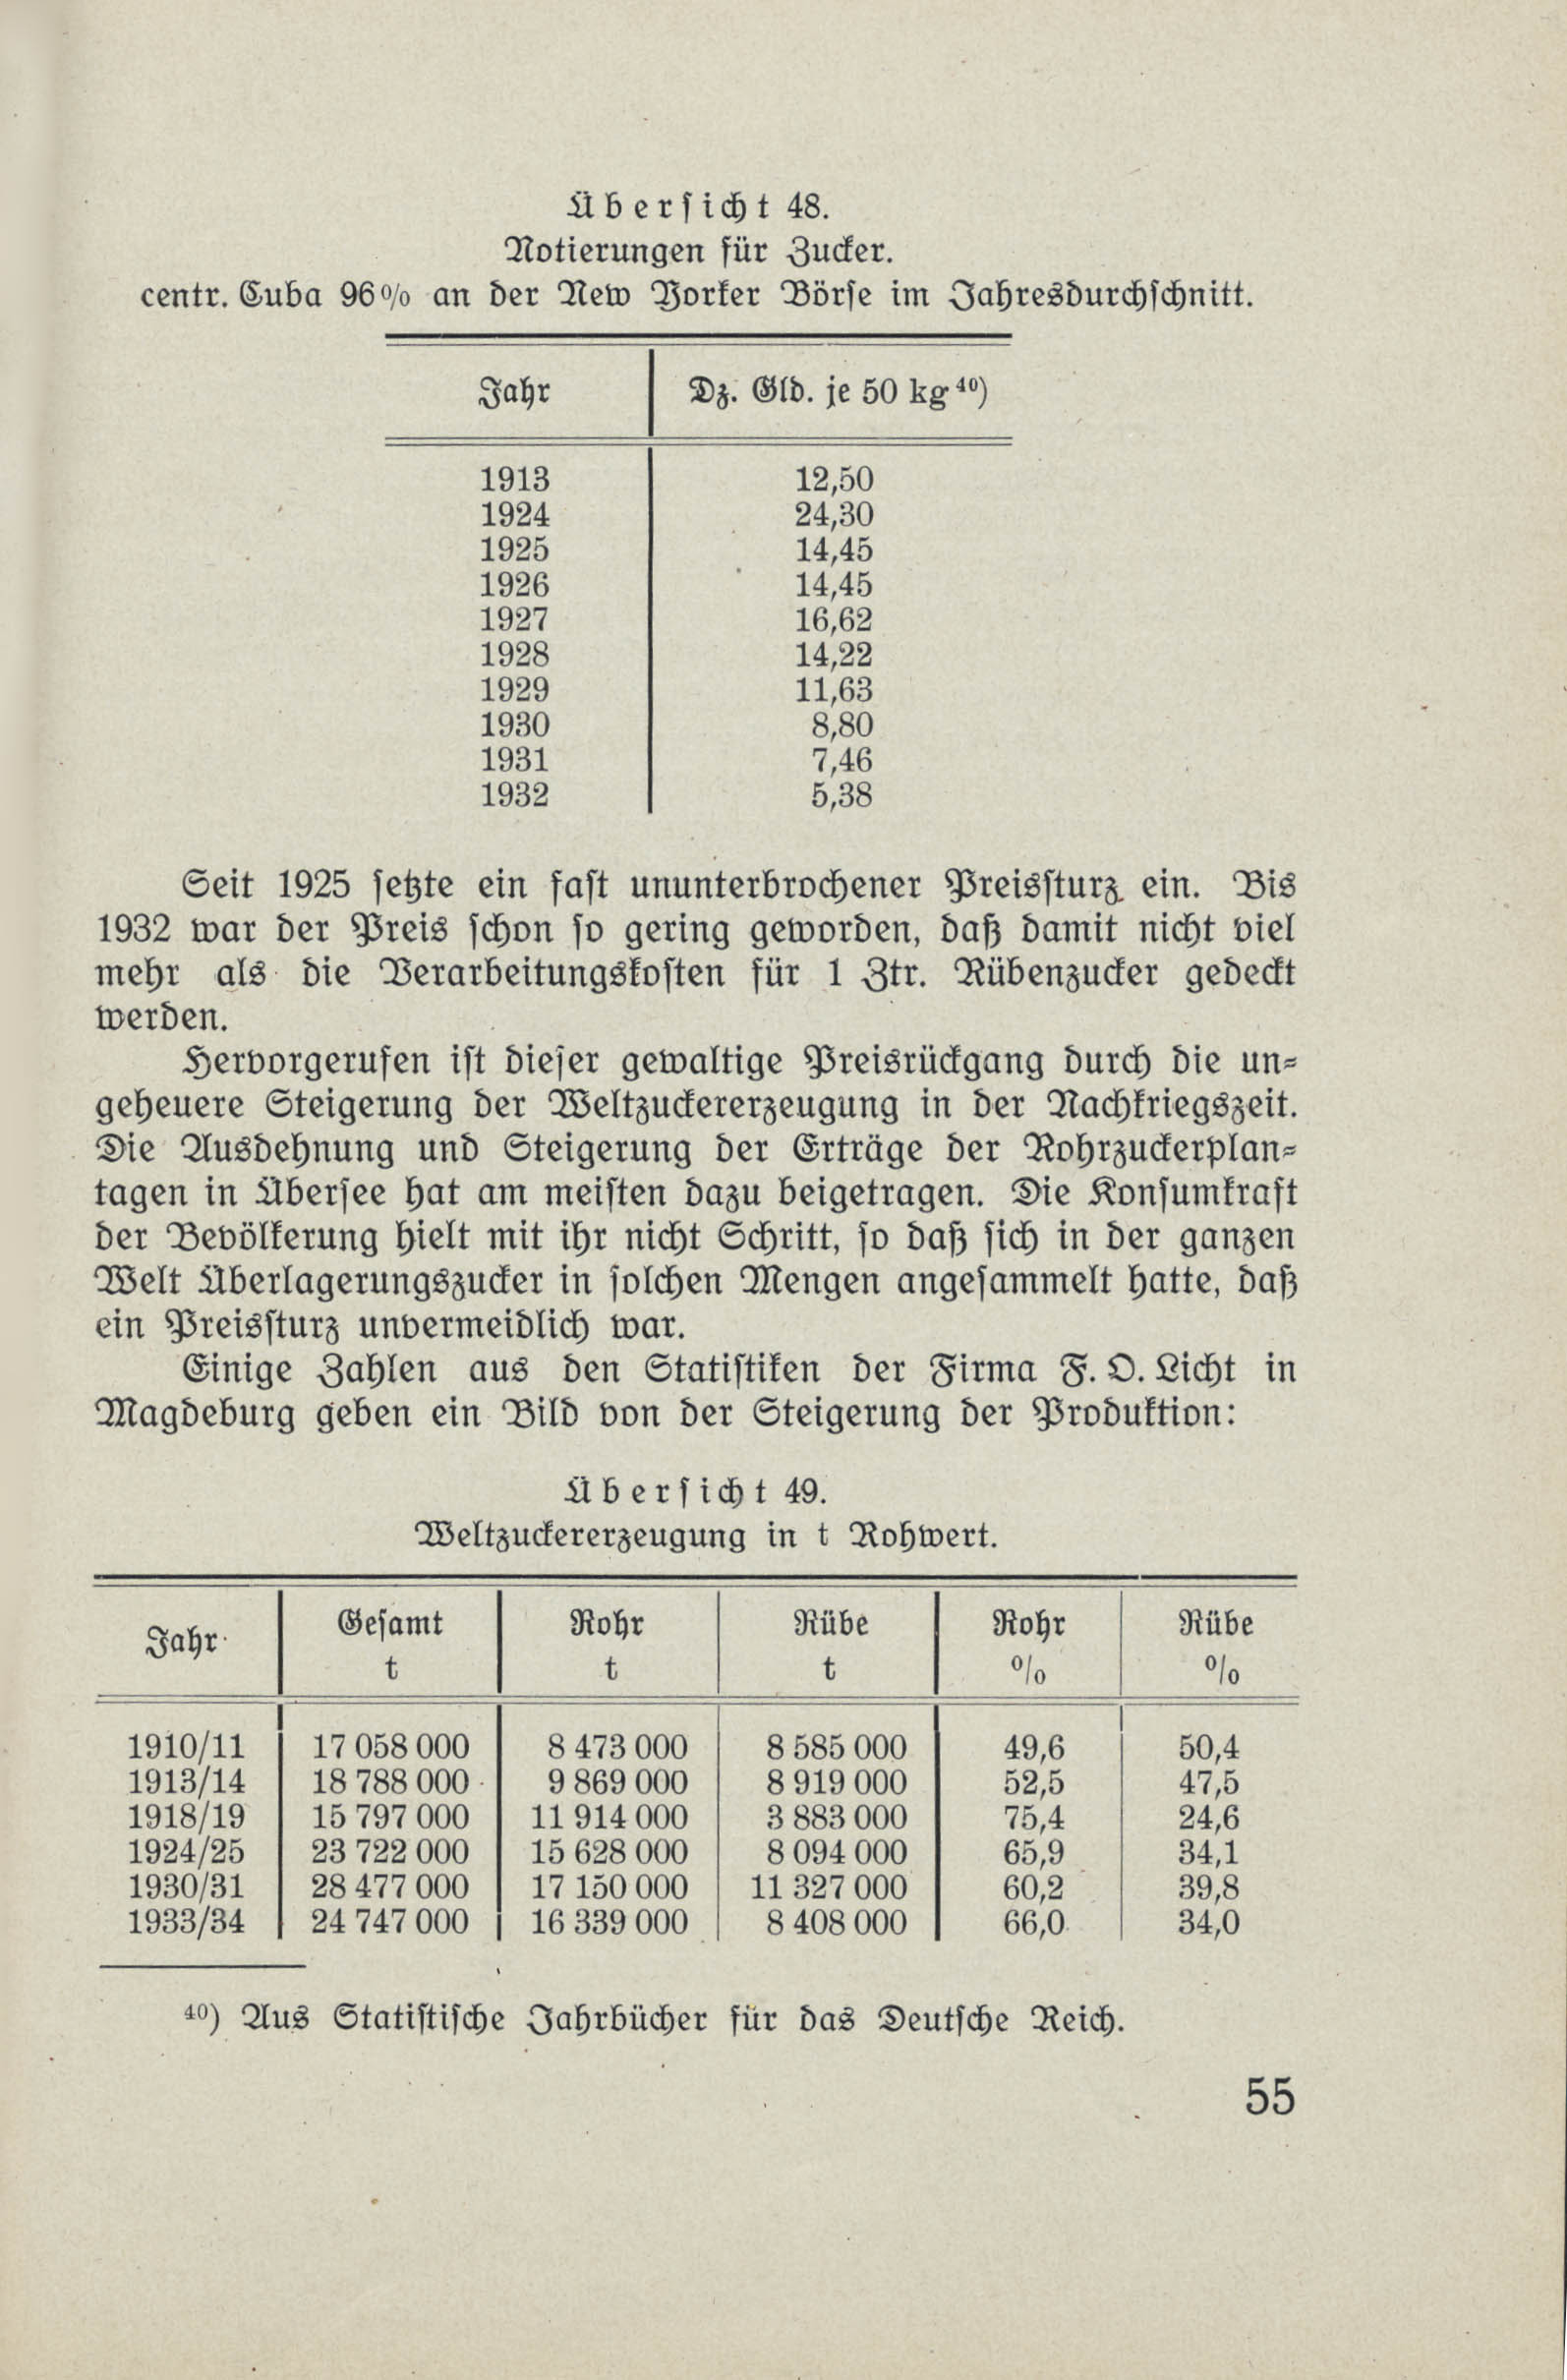 Übersicht 48.
Notierungen für Zucker.
centr. Cuba 96% an der New Yorker Börse im Jahresdurchschnitt.
Jahr Dz. Gld. je 50 kg ⁴⁰)
1913 12,50
1924 24,30
1925 14,45
1926 14,45
1927 16,62
1928 14,22
1929 11,63
1930 8,80
1931 7,46
1932 5,38
Seit 1925 setzte ein fast ununterbrochener Preissturz ein. Bis
1932 war der Preis schon so gering geworden, daß damit nicht viel
mehr als die Verarbeitungskosten für 1 Ztr. Rübenzucker gedeckt
werden.
Hervorgerufen ist dieser gewaltige Preisrückgang durch die un-
geheuere Steigerung der Weltzuckererzeugung in der Nachkriegszeit.
Die Ausdehnung und Steigerung der Erträge der Rohrzuckerplan-
tagen in Übersee hat am meisten dazu beigetragen. Die Konsumkraft
der Bevölkerung hielt mit ihr nicht Schritt, so daß sich in der ganzen
Welt Überlagerungszucker in solchen Mengen angesammelt hatte, daß
ein Preissturz unvermeidlich war.
Einige Zahlen aus den Statistiken der Firma F. O. Licht in
Magdeburg geben ein Bild von der Steigerung der Produktion:
Übersicht 49.
Weltzuckererzeugung in t Rohwert.
Jahr Gesamt Rohr Rübe Rohr Rübe
t t t % %
1910/11 17 058 000 8 473 000 8 585 000 49,6 50,4
1913/14 18 788 000 9 869 000 8 919 000 52,5 47,5
1918/19 15 797 000 11 914 000 3 883 000 75,4 24,6
1924/25 23 722 000 15 628 000 8 094 000 65,9 34,1
1930/31 28 477 000 17 150 000 11 327 000 60,2 39,8
1933/34 24 747 000 16 339 000 8 408 000 66,0 34,0
⁴⁰) Aus Statistische Jahrbücher für das Deutsche Reich.
55